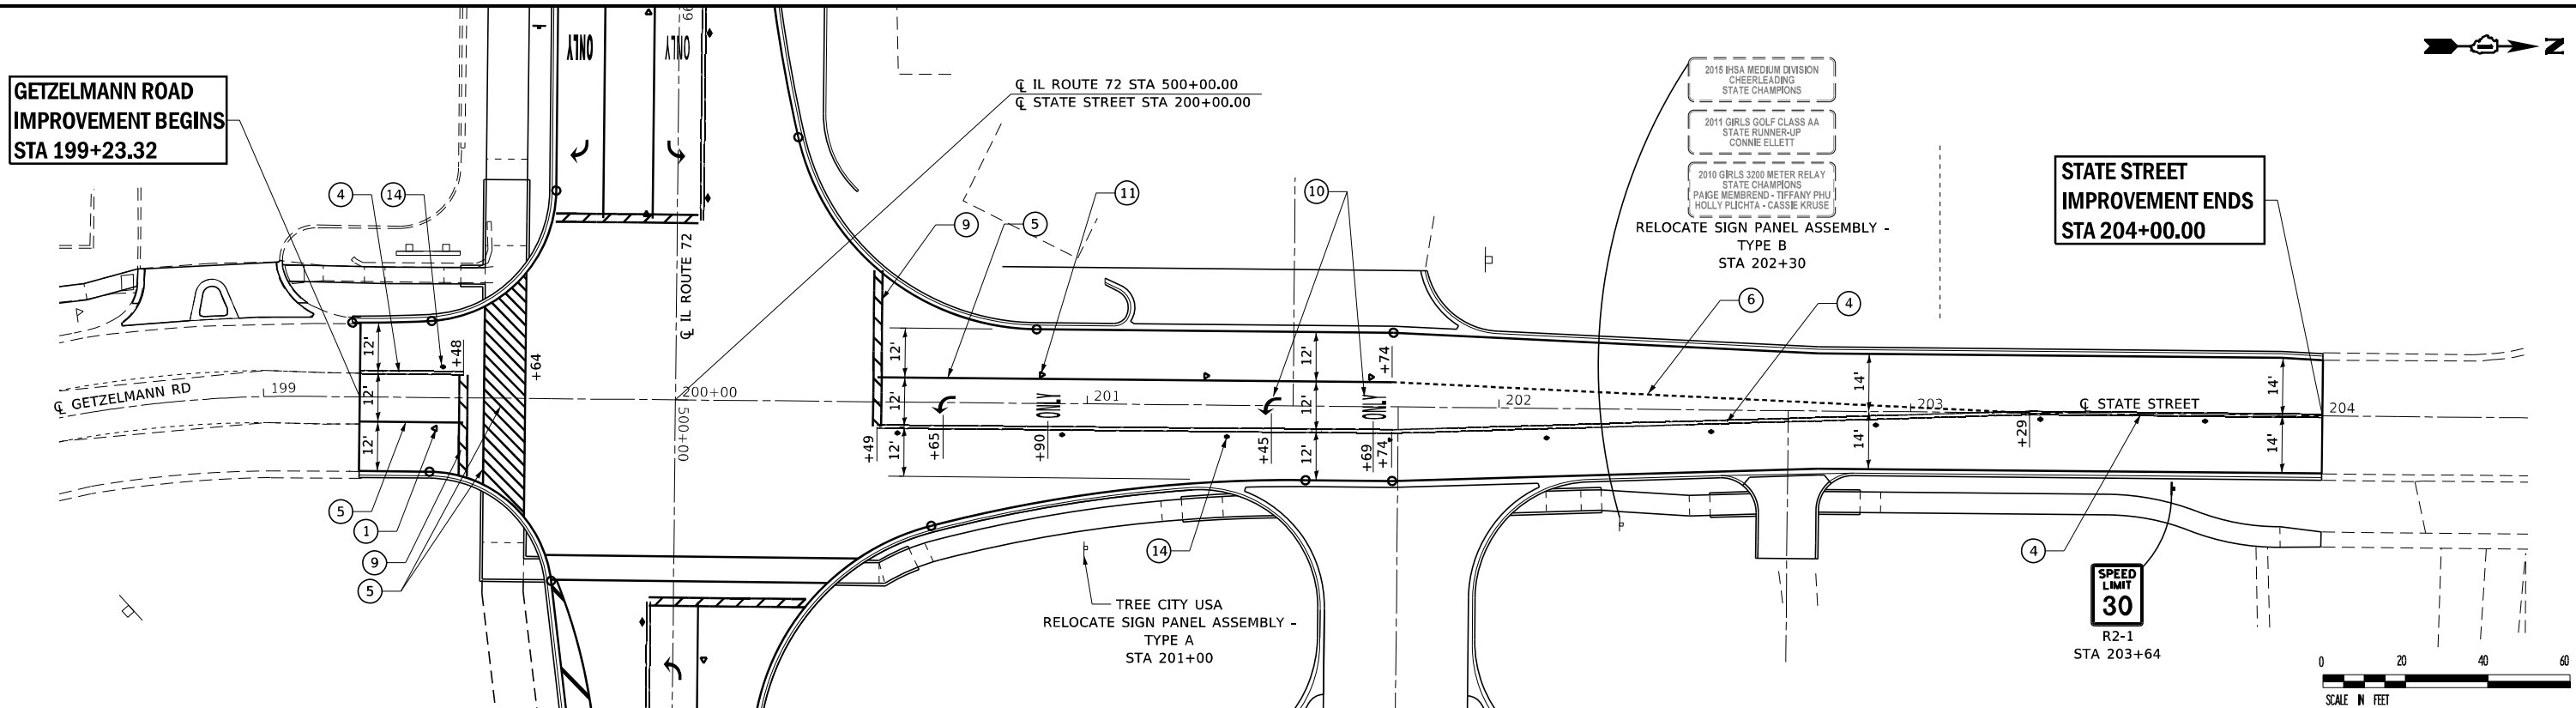 GETZELMANN ROAD
IMPROVEMENT BEGINS
STA 199+23.32
ONLY
ONLY
99
℄ IL ROUTE 72 STA 500+00.00
℄ STATE STREET STA 200+00.00
2015 IHSA MEDIUM DIVISION
CHEERLEADING
STATE CHAMPIONS
2011 GIRLS GOLF CLASS AA
STATE RUNNER-UP
CONNIE ELLETT
2010 GIRLS 3200 METER RELAY
STATE CHAMPIONS
PAIGE MEMBREND - TIFFANY PHU
HOLLY PLICHTA - CASSIE KRUSE
RELOCATE SIGN PANEL ASSEMBLY -
TYPE B
STA 202+30
N
STATE STREET
IMPROVEMENT ENDS
STA 204+00.00
4
14
11
10
9
5
6
4
℄ IL ROUTE 72
12'
12'
12'
+48
+64
℄ GETZELMANN RD
199
200+00
500+00
12'
12'
12'
+49
+65
ONLY
+90
201
+45
12'
12'
12'
ONLY
+69
+74
+74
202
14'
14'
203
+29
℄ STATE STREET
14'
14'
204
5
1
9
5
14
4
TREE CITY USA
RELOCATE SIGN PANEL ASSEMBLY -
TYPE A
STA 201+00
SPEED
LIMIT
30
R2-1
STA 203+64
0 20 40 60
SCALE IN FEET